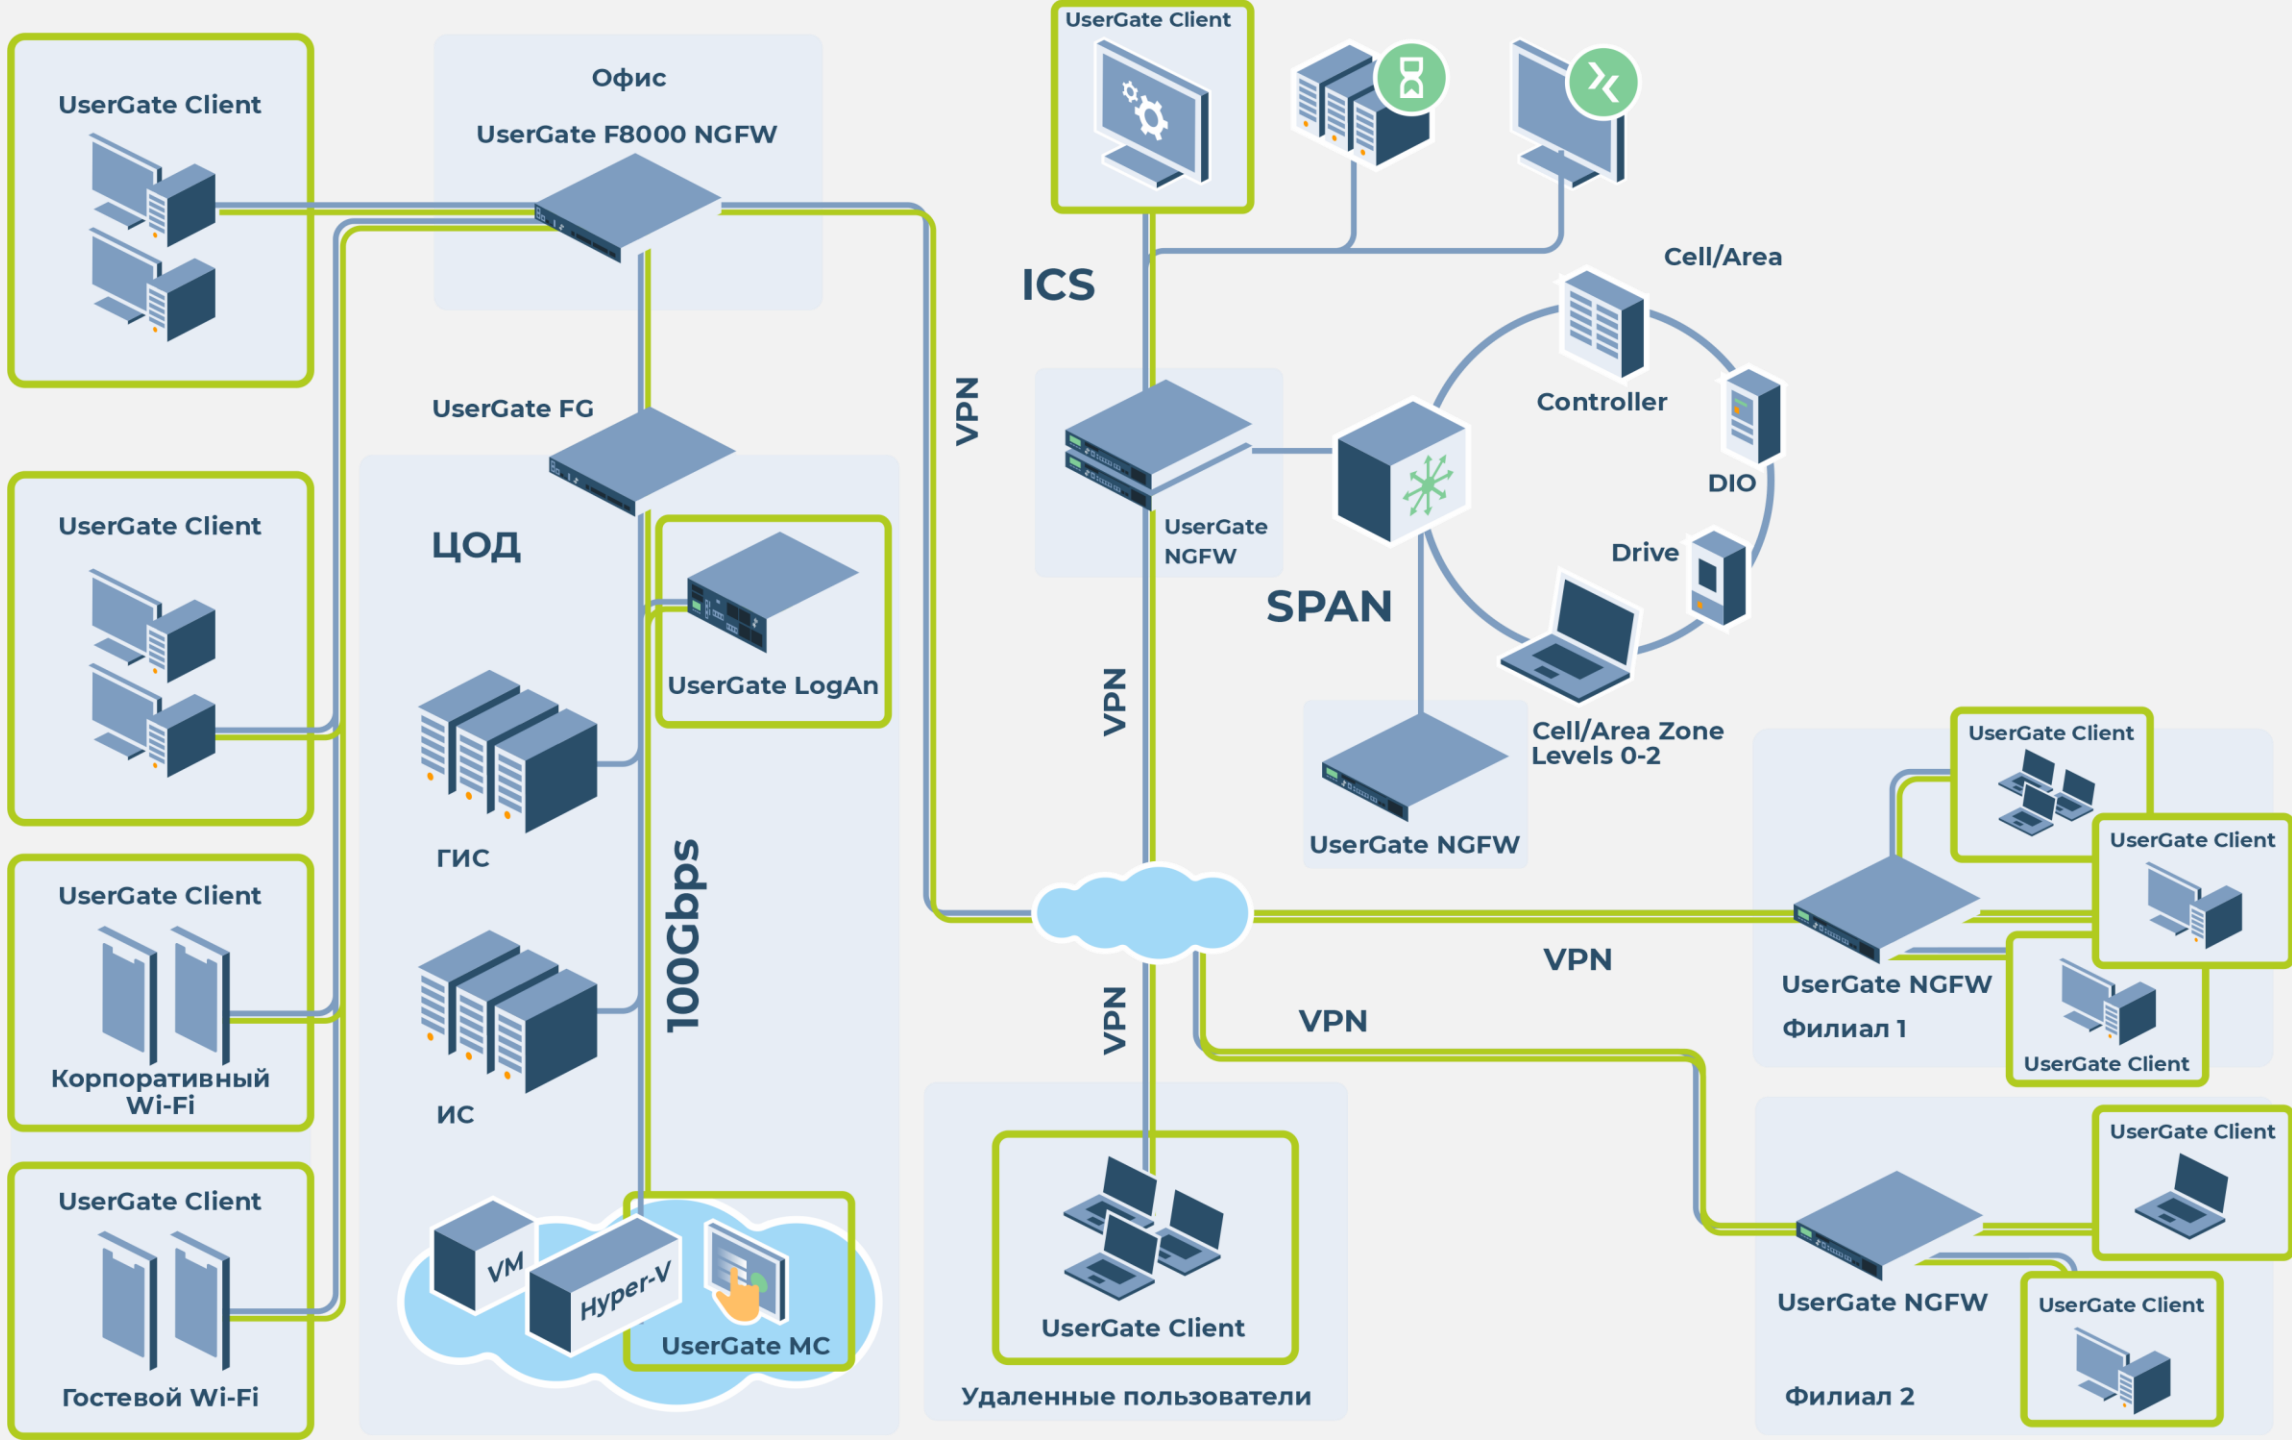 UserGate Client
Офис
UserGate F8000 NGFW
UserGate Client
ICS
Cell/Area
Controller
DIO
Drive
VPN
UserGate FG
UserGate
NGFW
SPAN
UserGate Client
ЦОД
UserGate LogAn
VPN
Cell/Area Zone
Levels 0-2
UserGate NGFW
UserGate Client
UserGate Client
UserGate NGFW
Филиал 1
UserGate Client
ГИС
ИС
100Gbps
UserGate Client
Корпоративный
Wi-Fi
VPN
VPN
VPN
UserGate Client
Гостевой Wi-Fi
VM
Hyper-V
UserGate MC
UserGate Client
Удаленные пользователи
UserGate Client
UserGate NGFW
UserGate Client
Филиал 2